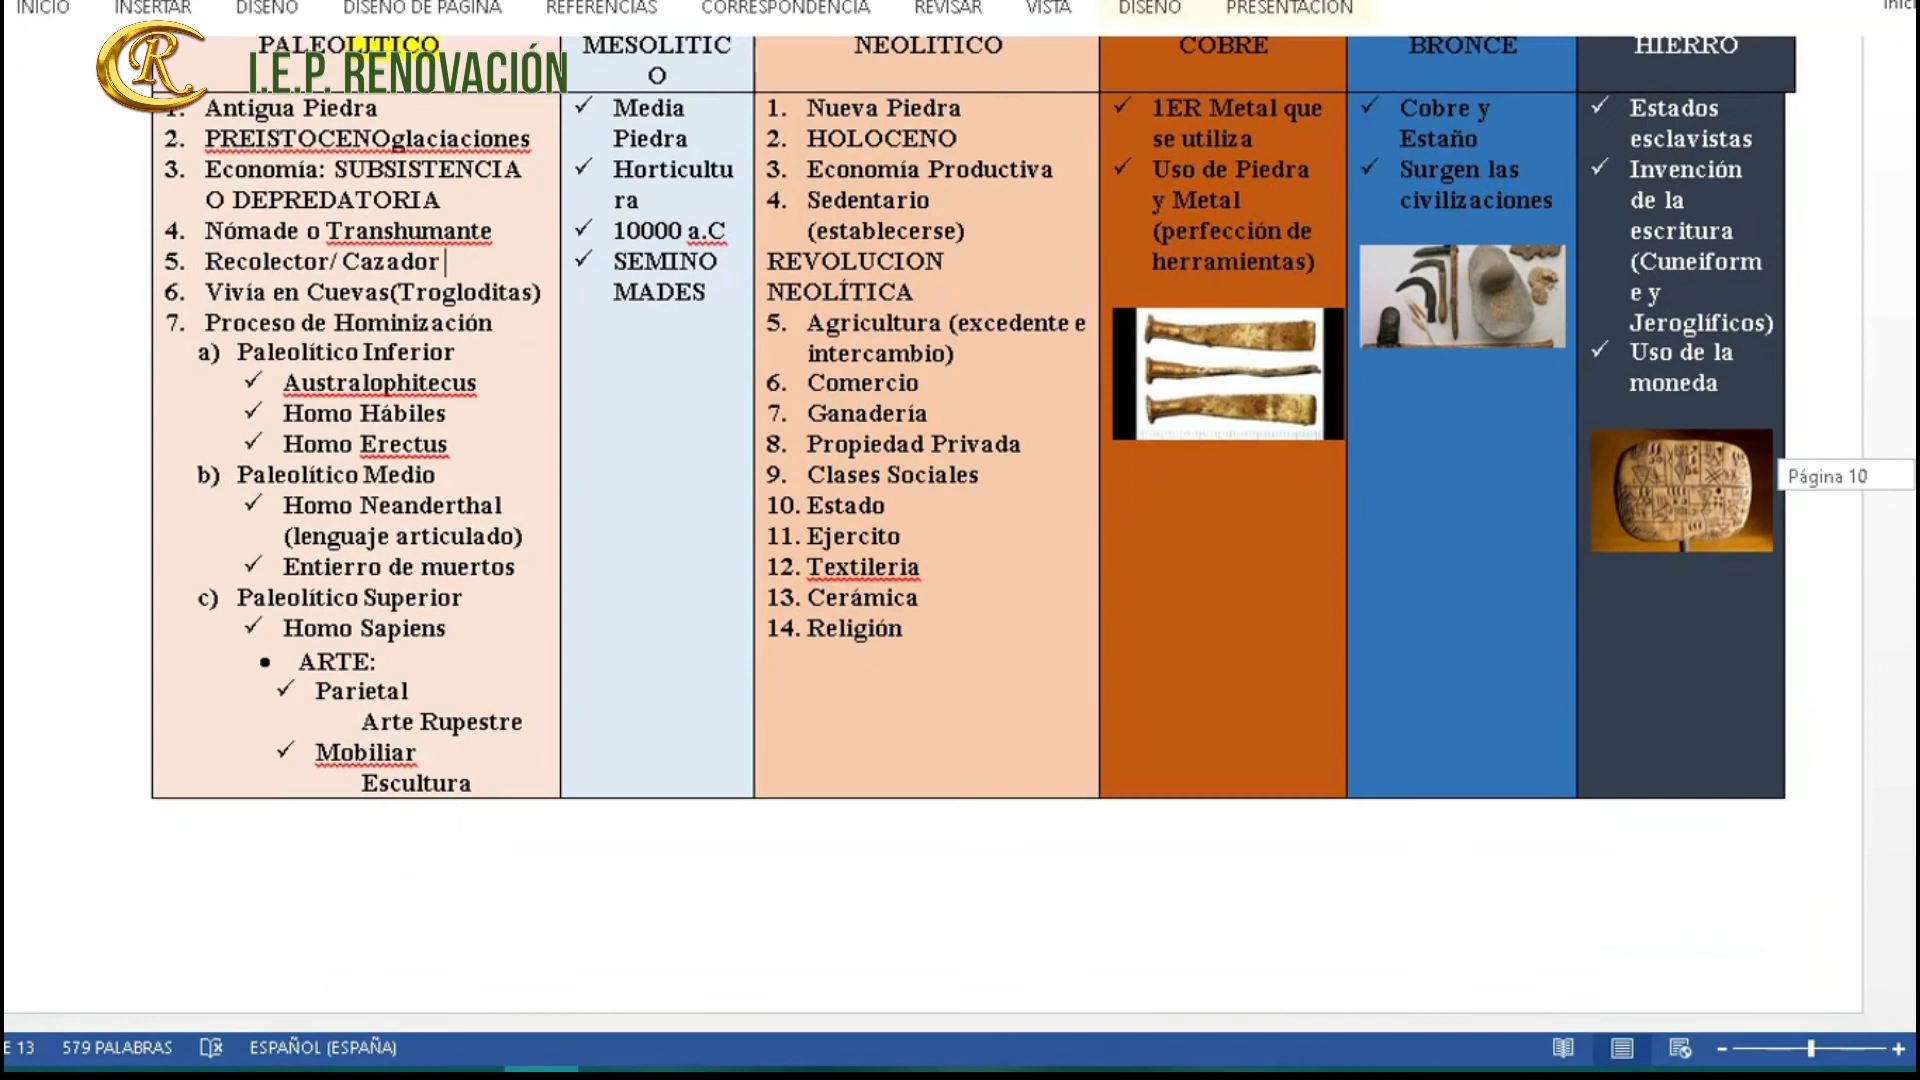 INICIO INSERTAR DISEÑO DISEÑO DE PÁGINA REFERENCIAS CORRESPONDENCIA REVISAR VISTA DISEÑO PRESENTACIÓN
I.E.P. RENOVACIÓN
PALEOLITICO
1. Antigua Piedra
2. PREISTOCENOglaciaciones
3. Economía: SUBSISTENCIA
O DEPREDATORIA
4. Nómade o Transhumante
5. Recolector/ Cazador
6. Vivía en Cuevas(Trogloditas)
7. Proceso de Hominización
a) Paleolítico Inferior
✓ Australophitecus
✓ Homo Hábiles
✓ Homo Erectus
b) Paleolítico Medio
✓ Homo Neanderthal
(lenguaje articulado)
✓ Entierro de muertos
c) Paleolítico Superior
✓ Homo Sapiens
• ARTE:
✓ Parietal
Arte Rupestre
✓ Mobiliar
Escultura
MESOLITIC
O
✓ Media
Piedra
✓ Horticultu
ra
✓ 10000 a.C
✓ SEMINO
MADES
NEOLITICO
1. Nueva Piedra
2. HOLOCENO
3. Economía Productiva
4. Sedentario
(establecerse)
REVOLUCION
NEOLÍTICA
5. Agricultura (excedente e
intercambio)
6. Comercio
7. Ganadería
8. Propiedad Privada
9. Clases Sociales
10. Estado
11. Ejercito
12. Textileria
13. Cerámica
14. Religión
COBRE
✓ 1ER Metal que
se utiliza
✓ Uso de Piedra
y Metal
(perfección de
herramientas)
BRONCE
✓ Cobre y
Estaño
✓ Surgen las
civilizaciones
HIERRO
✓ Estados
esclavistas
✓ Invención
de la
escritura
(Cuneiform
e y
Jeroglíficos)
✓ Uso de la
moneda
Página 10
E 13 579 PALABRAS ESPAÑOL (ESPAÑA)